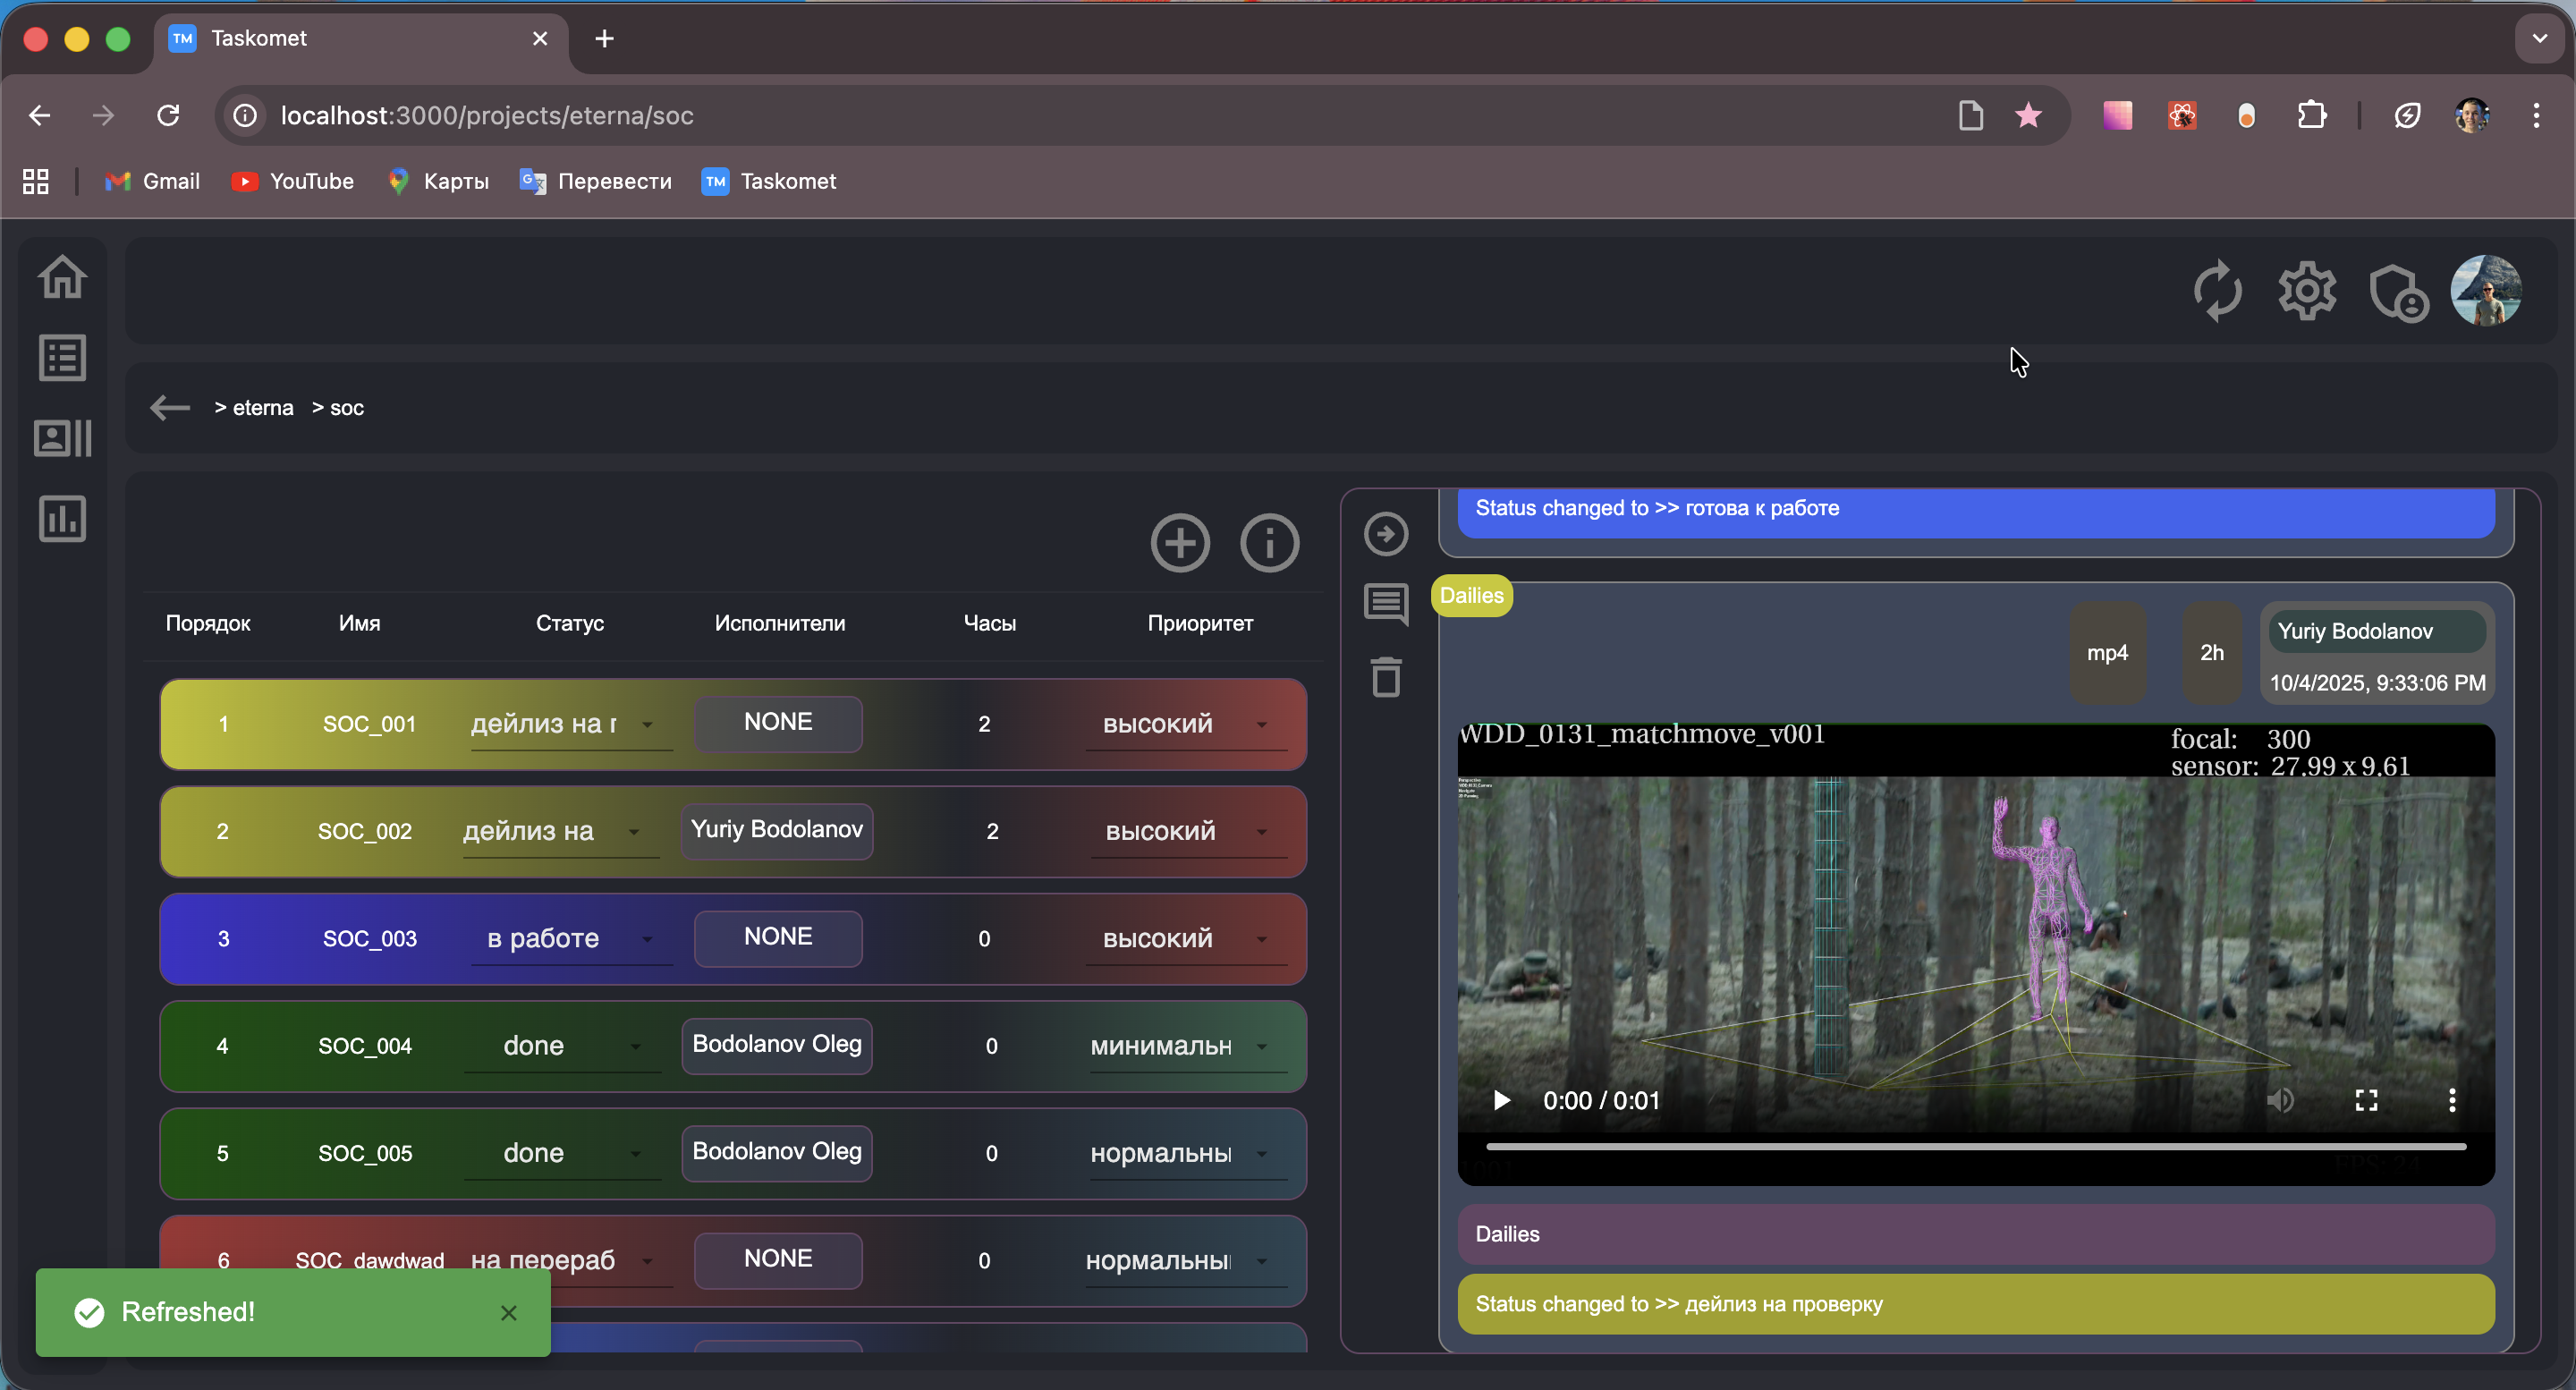 TM Taskomet
localhost:3000/projects/eterna/soc
Gmail
YouTube
Карты
Перевести
TM Taskomet
> eterna > soc
Порядок Имя Статус Исполнители Часы Приоритет
1 SOC_001 дейлиз на NONE 2 высокий
2 SOC_002 дейлиз на Yuriy Bodolanov 2 высокий
3 SOC_003 в работе NONE 0 высокий
4 SOC_004 done Bodolanov Oleg 0 минимальн
5 SOC_005 done Bodolanov Oleg 0 нормальны
6 SOC_dawdwad на перераб NONE 0 нормальны
Refreshed!
Status changed to >> готова к работе
Dailies
mp4
2h
Yuriy Bodolanov
10/4/2025, 9:33:06 PM
WDD_0131_matchmove_v001
focal: 300
sensor: 27.99 x 9.61
0:00 / 0:01
Dailies
Status changed to >> дейлиз на проверку